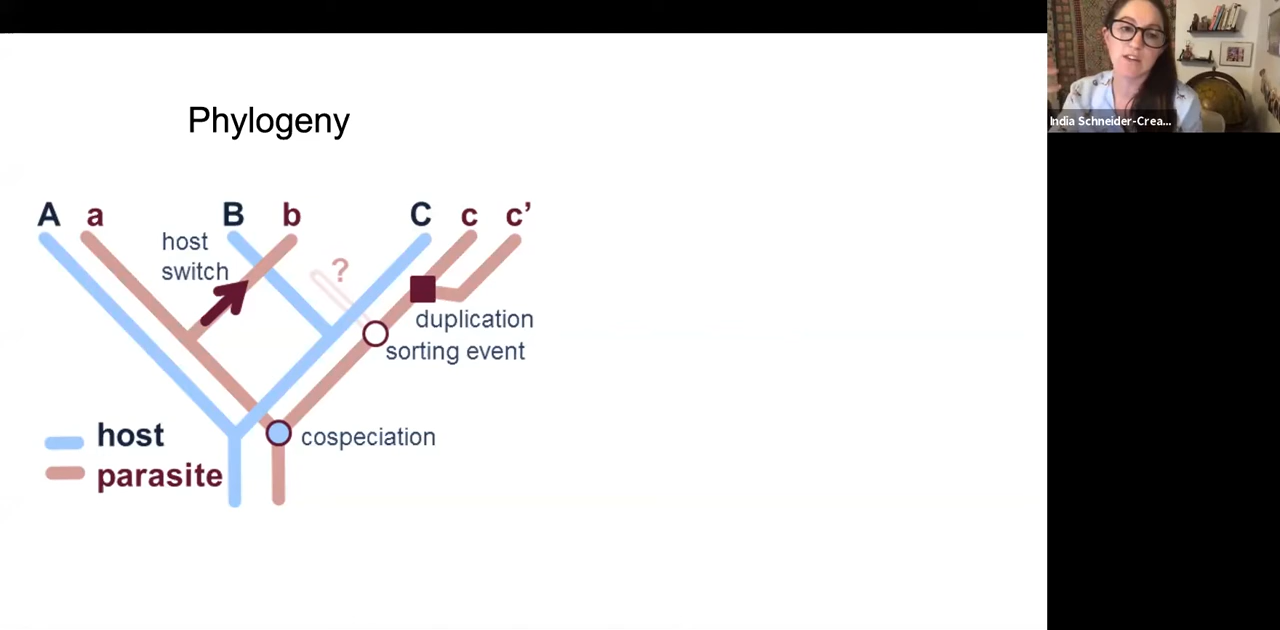 Phylogeny
A a B b C c c’
host
switch
?
duplication
sorting event
cospeciation
host
parasite
India Schneider-Crea...